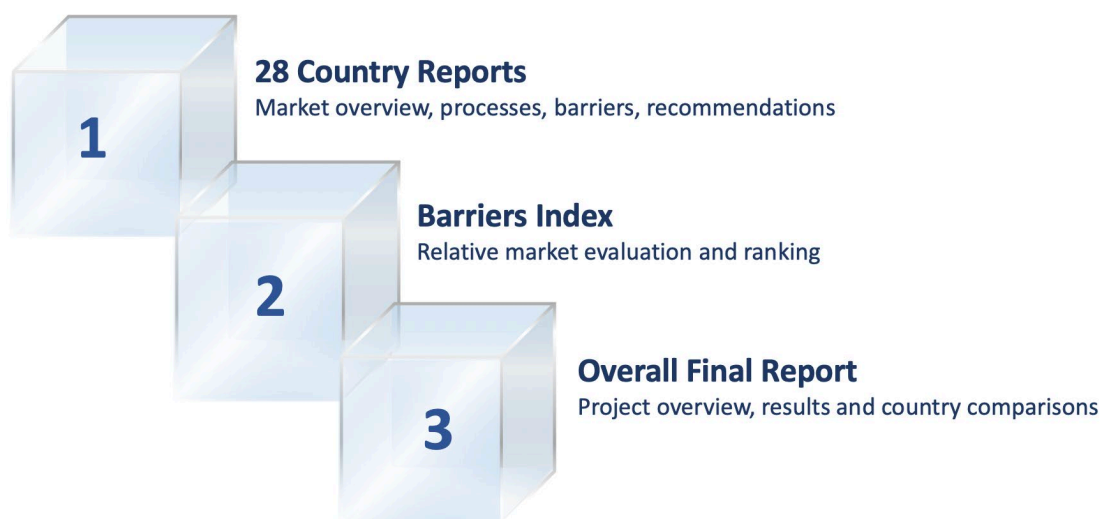 1
28 Country Reports
Market overview, processes, barriers, recommendations
2
Barriers Index
Relative market evaluation and ranking
3
Overall Final Report
Project overview, results and country comparisons